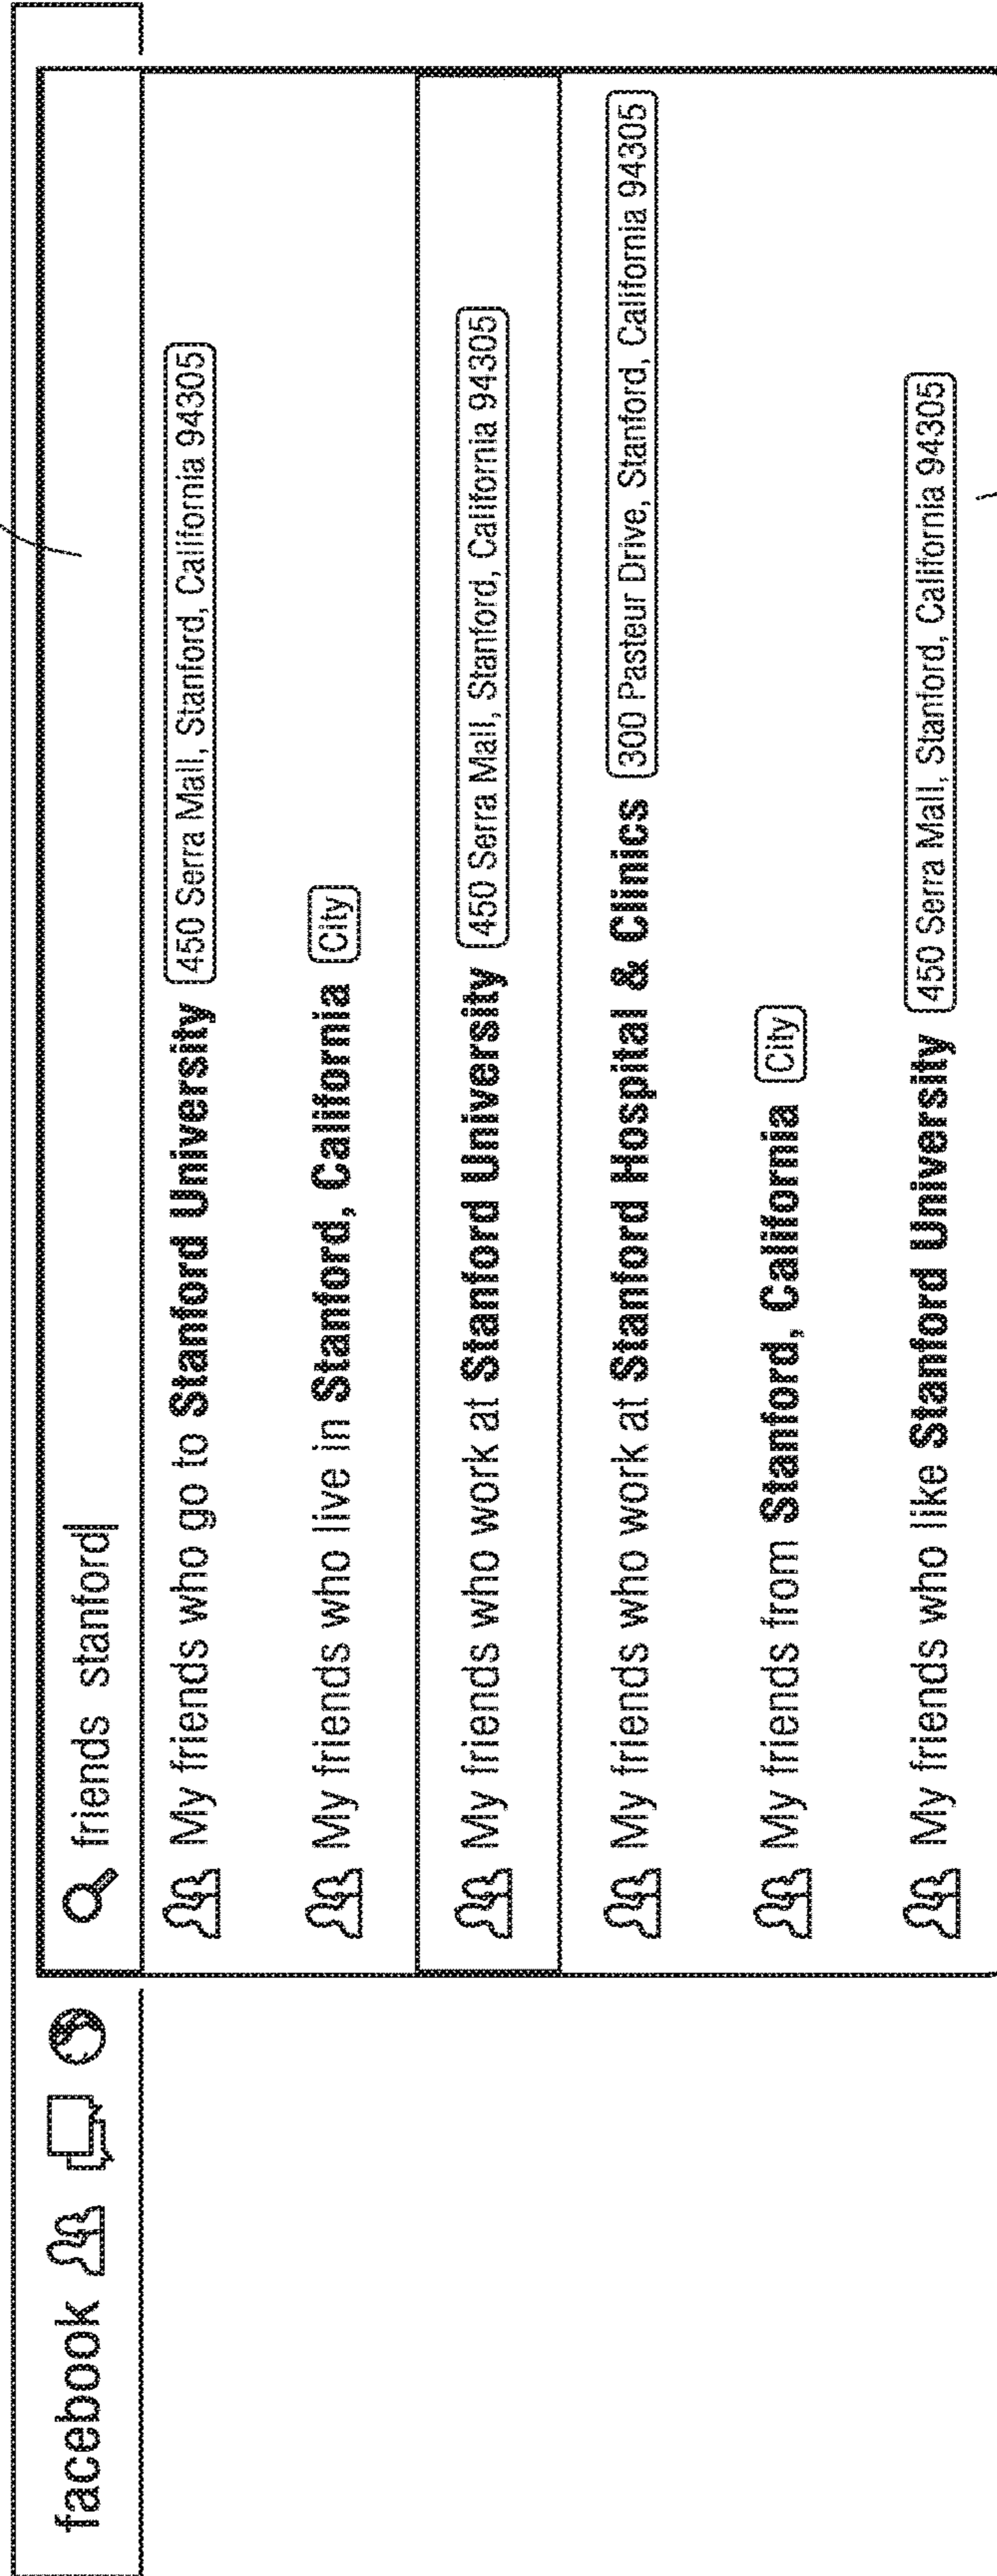 facebook
friends stanford
My friends who go to Stanford University 450 Serra Mall, Stanford, California 94305
My friends who live in Stanford, California City
My friends who work at Stanford University 450 Serra Mall, Stanford, California 94305
My friends who work at Stanford Hospital & Clinics 300 Pasteur Drive, Stanford, California 94305
My friends from Stanford, California City
My friends who like Stanford University 450 Serra Mall, Stanford, California 94305